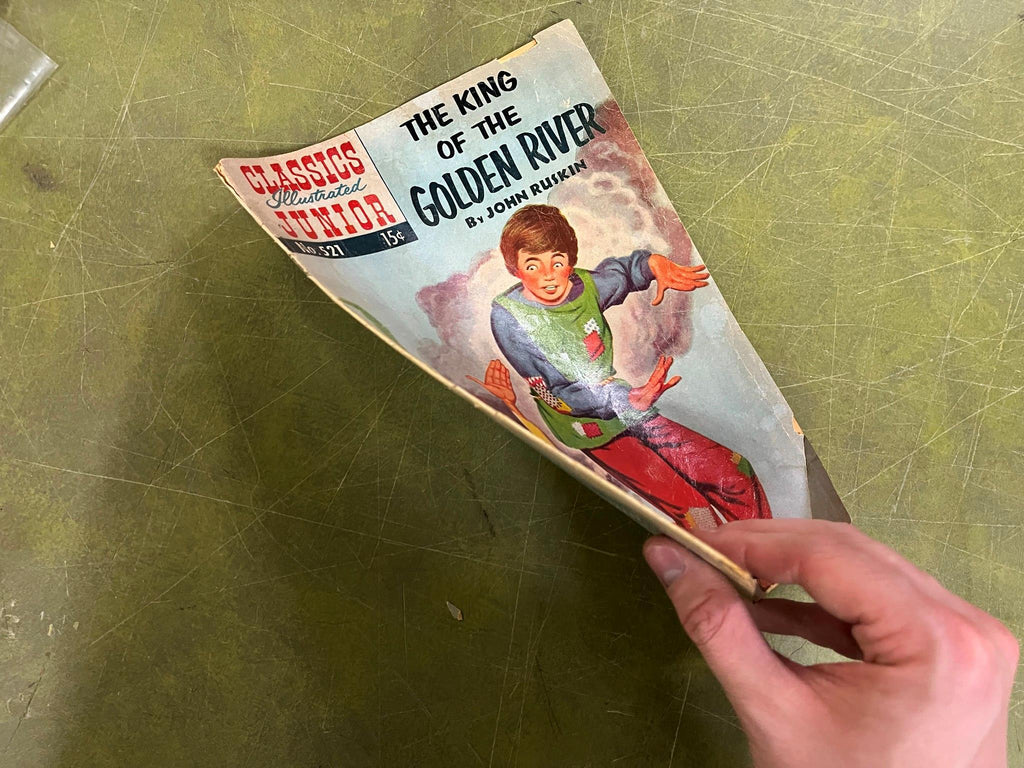 CLASSICS
Illustrated
JUNIOR
No. 521 15¢
THE KING
OF THE
GOLDEN RIVER
By JOHN RUSKIN